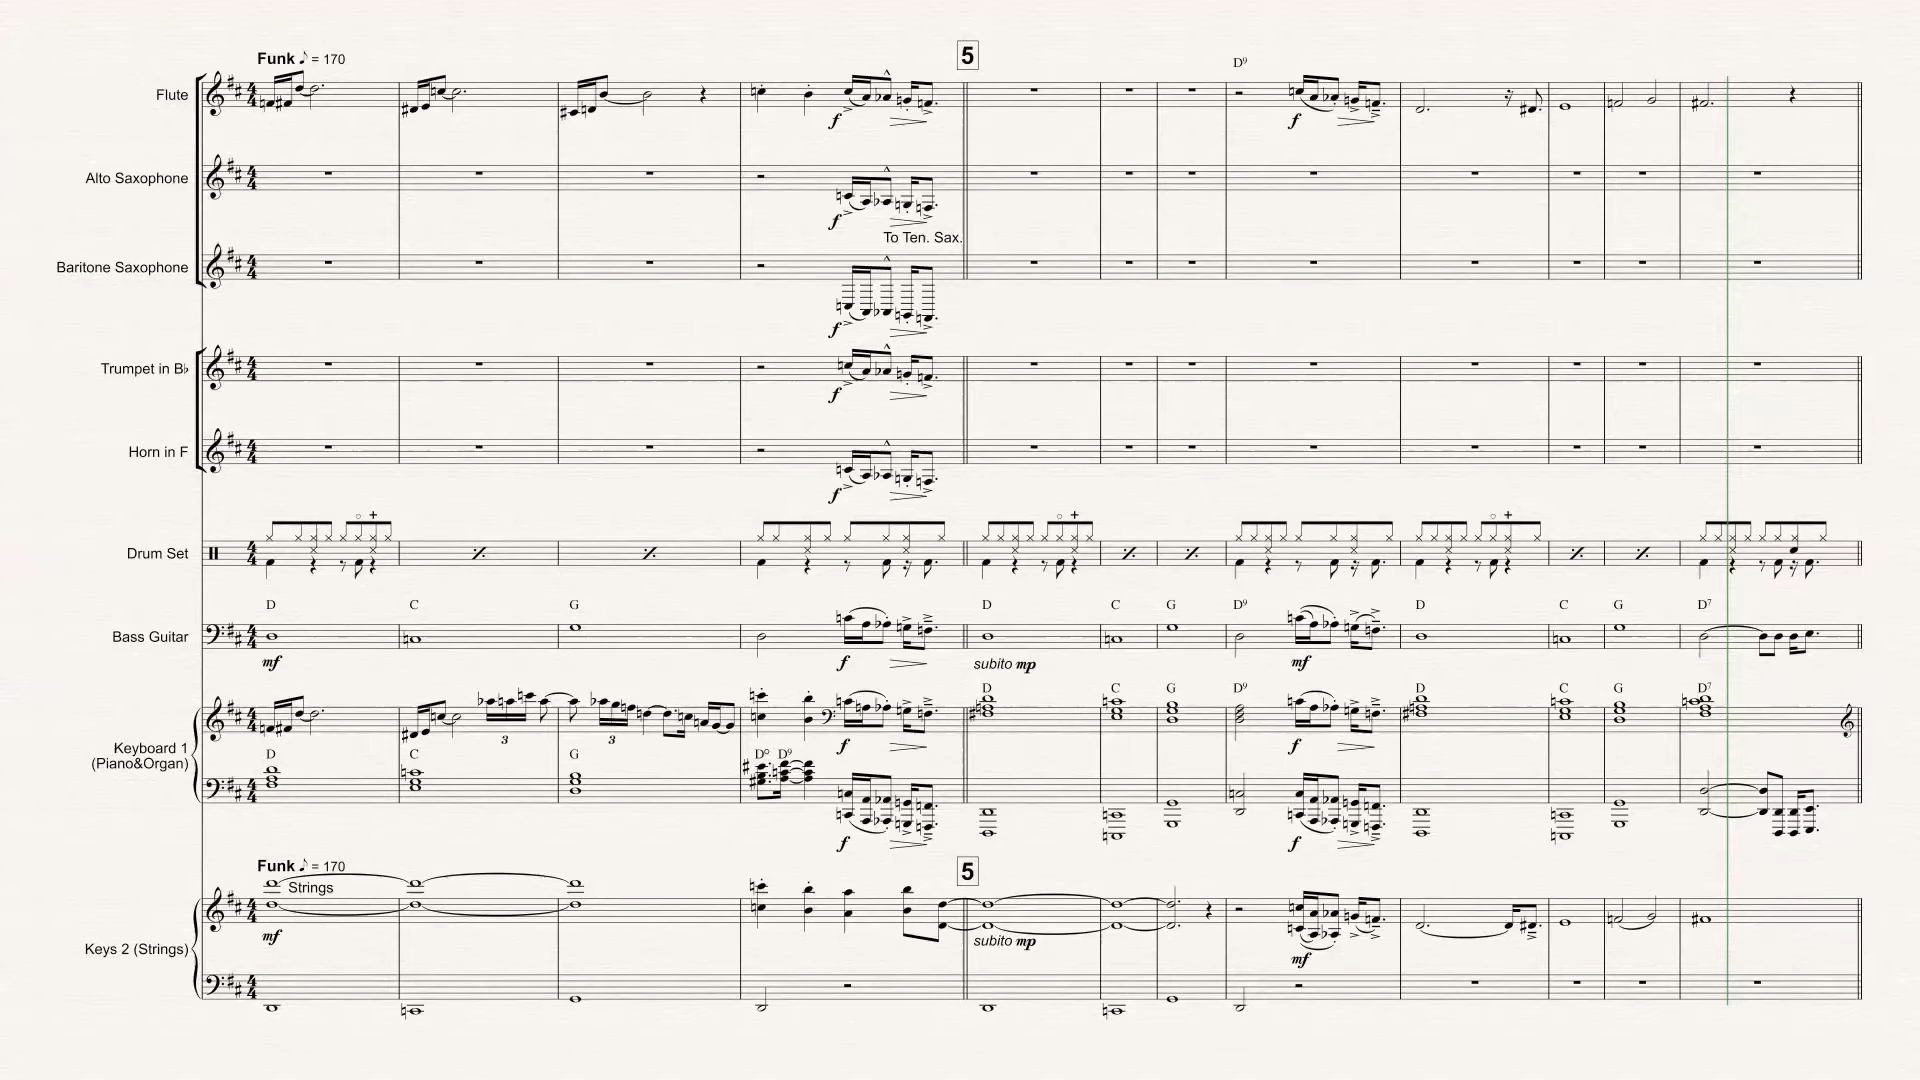 5
Funk ♪ = 170
D⁹
Flute
f
f
Alto Saxophone
f
To Ten. Sax.
Baritone Saxophone
f
Trumpet in B♭
f
Horn in F
f
Drum Set
D C G D C G D⁹ D C G D⁷
Bass Guitar
mf f subito mp mf
D C G D⁹ D C G D⁷
3 3
f f
Keyboard 1
(Piano&Organ)
D C G D° D⁹
f f
5
Funk ♪ = 170
Strings
mf subito mp
Keys 2 (Strings)
mf